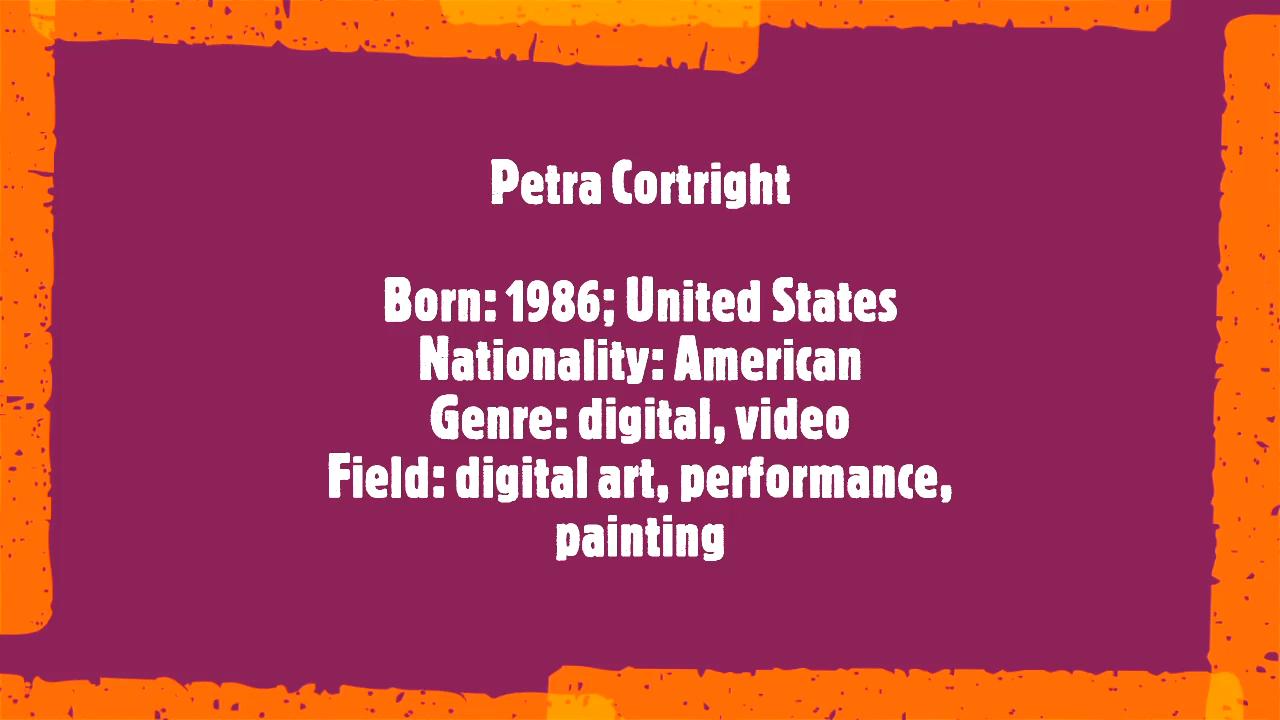 Petra Cortright
Born: 1986; United States
Nationality: American
Genre: digital, video
Field: digital art, performance,
painting